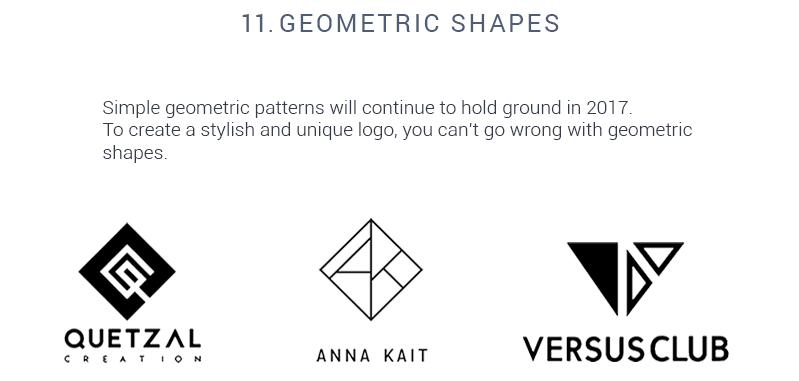 11. GEOMETRIC SHAPES
Simple geometric patterns will continue to hold ground in 2017.
To create a stylish and unique logo, you can't go wrong with geometric
shapes.
QUETZAL
CREATION
ANNA KAIT
VERSUS CLUB